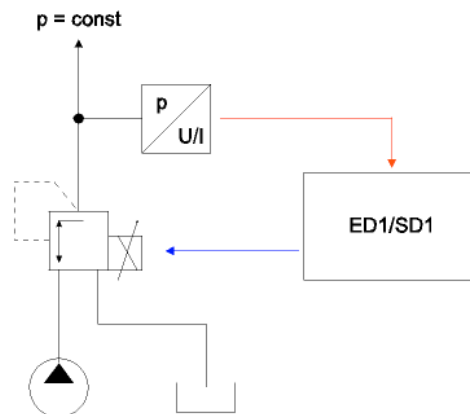 p = const
p
U/I
ED1/SD1